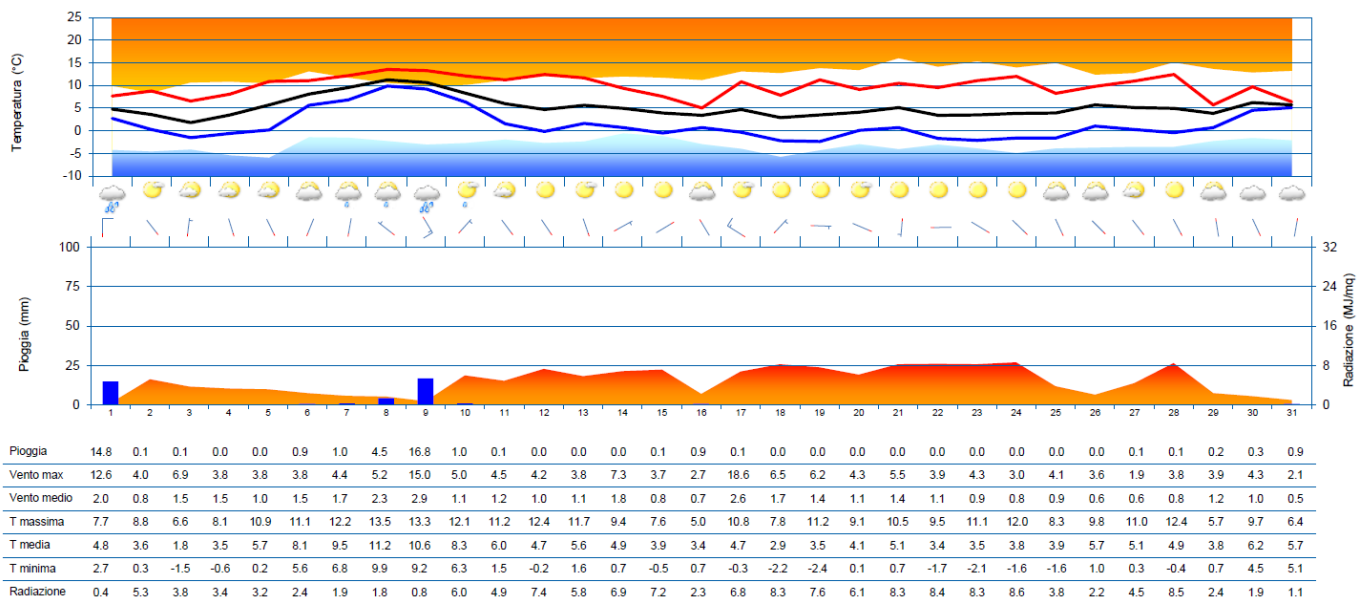 Temperatura (°C)
25
20
15
10
5
0
-5
-10
Pioggia (mm)
100
75
50
25
0
Radiazione (MJ/mq)
32
24
16
8
0
1 2 3 4 5 6 7 8 9 10 11 12 13 14 15 16 17 18 19 20 21 22 23 24 25 26 27 28 29 30 31
Pioggia 14.8 0.1 0.1 0.0 0.0 0.9 1.0 4.5 16.8 1.0 0.1 0.0 0.0 0.0 0.1 0.9 0.1 0.0 0.0 0.0 0.0 0.0 0.0 0.0 0.0 0.0 0.1 0.1 0.2 0.3 0.9
Vento max 12.6 4.0 6.9 3.8 3.8 3.8 4.4 5.2 15.0 5.0 4.5 4.2 3.8 7.3 3.7 2.7 18.6 6.5 6.2 4.3 5.5 3.9 4.3 3.0 4.1 3.6 1.9 3.8 3.9 4.3 2.1
Vento medio 2.0 0.8 1.5 1.5 1.0 1.5 1.7 2.3 2.9 1.1 1.2 1.0 1.1 1.8 0.8 0.7 2.6 1.7 1.4 1.1 1.4 1.1 0.9 0.8 0.9 0.6 0.6 0.8 1.2 1.0 0.5
T massima 7.7 8.8 6.6 8.1 10.9 11.1 12.2 13.5 13.3 12.1 11.2 12.4 11.7 9.4 7.6 5.0 10.8 7.8 11.2 9.1 10.5 9.5 11.1 12.0 8.3 9.8 11.0 12.4 5.7 9.7 6.4
T media 4.8 3.6 1.8 3.5 5.7 8.1 9.5 11.2 10.6 8.3 6.0 4.7 5.6 4.9 3.9 3.4 4.7 2.9 3.5 4.1 5.1 3.4 3.5 3.8 3.9 5.7 5.1 4.9 3.8 6.2 5.7
T minima 2.7 0.3 -1.5 -0.6 0.2 5.6 6.8 9.9 9.2 6.3 1.5 -0.2 1.6 0.7 -0.5 0.7 -0.3 -2.2 -2.4 0.1 0.7 -1.7 -2.1 -1.6 -1.6 1.0 0.3 -0.4 0.7 4.5 5.1
Radiazione 0.4 5.3 3.8 3.4 3.2 2.4 1.9 1.8 0.8 6.0 4.9 7.4 5.8 6.9 7.2 2.3 6.8 8.3 7.6 6.1 8.3 8.4 8.3 8.6 3.8 2.2 4.5 8.5 2.4 1.9 1.1